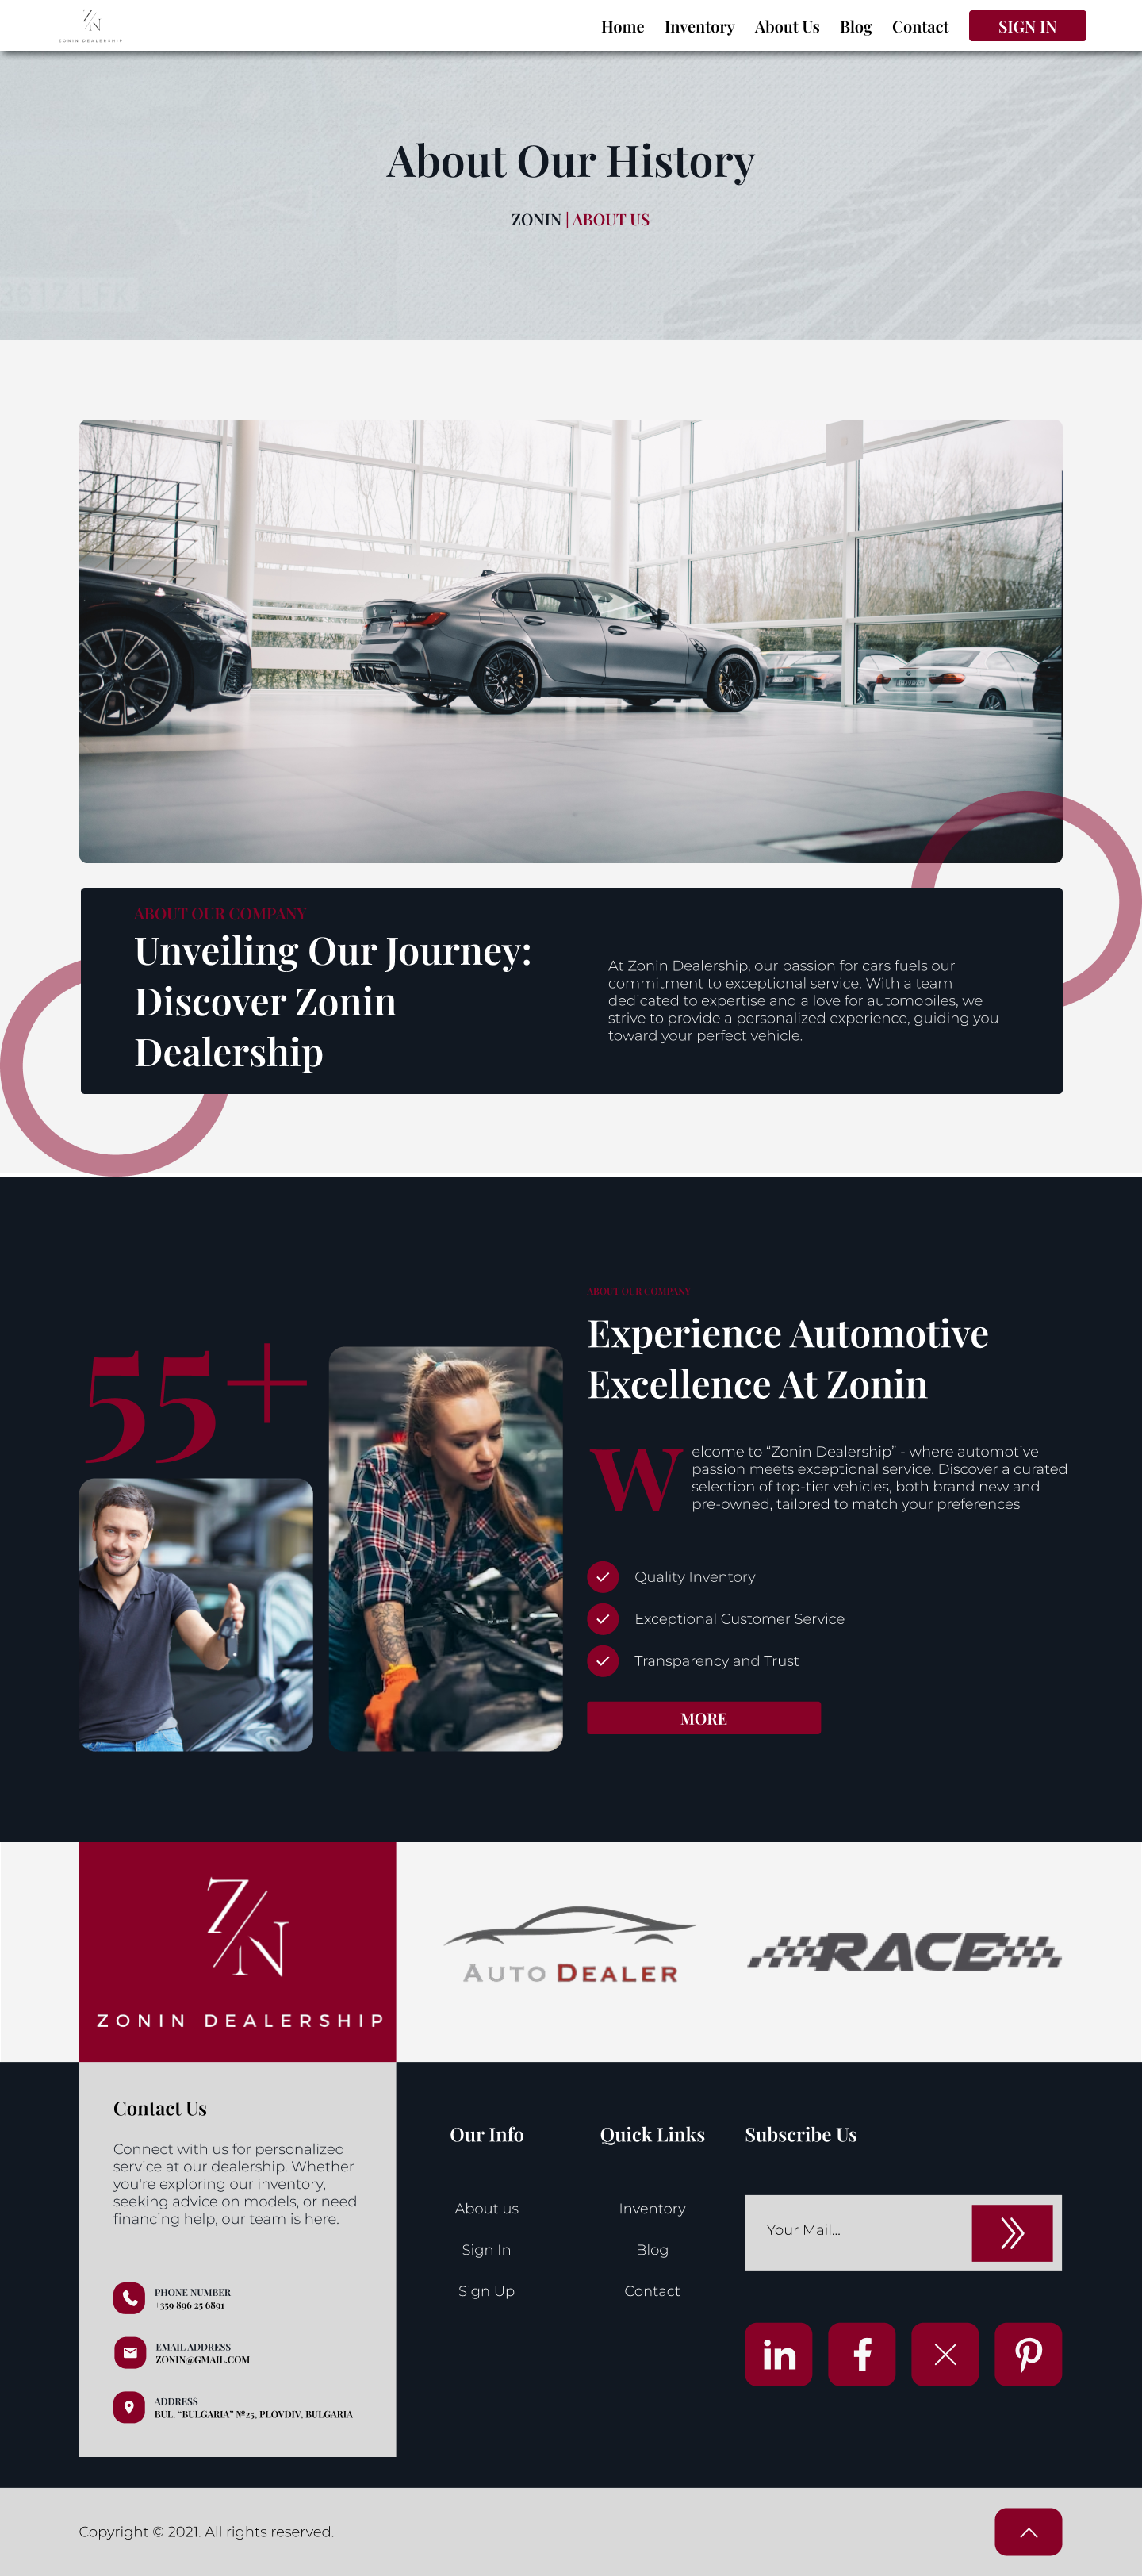 ZN
ZONIN DEALERSHIP
Home Inventory About Us Blog Contact SIGN IN
About Our History
ZONIN | ABOUT US
3617 LFK
ABOUT OUR COMPANY
Unveiling Our Journey:
Discover Zonin
Dealership
At Zonin Dealership, our passion for cars fuels our
commitment to exceptional service. With a team
dedicated to expertise and a love for automobiles, we
strive to provide a personalized experience, guiding you
toward your perfect vehicle.
55+
ABOUT OUR COMPANY
Experience Automotive
Excellence At Zonin
Welcome to “Zonin Dealership” - where automotive
passion meets exceptional service. Discover a curated
selection of top-tier vehicles, both brand new and
pre-owned, tailored to match your preferences
Quality Inventory
Exceptional Customer Service
Transparency and Trust
MORE
ZN
ZONIN DEALERSHIP
AUTO DEALER
RACE
Contact Us
Connect with us for personalized
service at our dealership. Whether
you're exploring our inventory,
seeking advice on models, or need
financing help, our team is here.
PHONE NUMBER
+359 896 25 6891
EMAIL ADDRESS
ZONIN@GMAIL.COM
ADDRESS
BUL. “BULGARIA” №25, PLOVDIV, BULGARIA
Our Info
About us
Sign In
Sign Up
Quick Links
Inventory
Blog
Contact
Subscribe Us
Your Mail...
in f P
Copyright © 2021. All rights reserved.